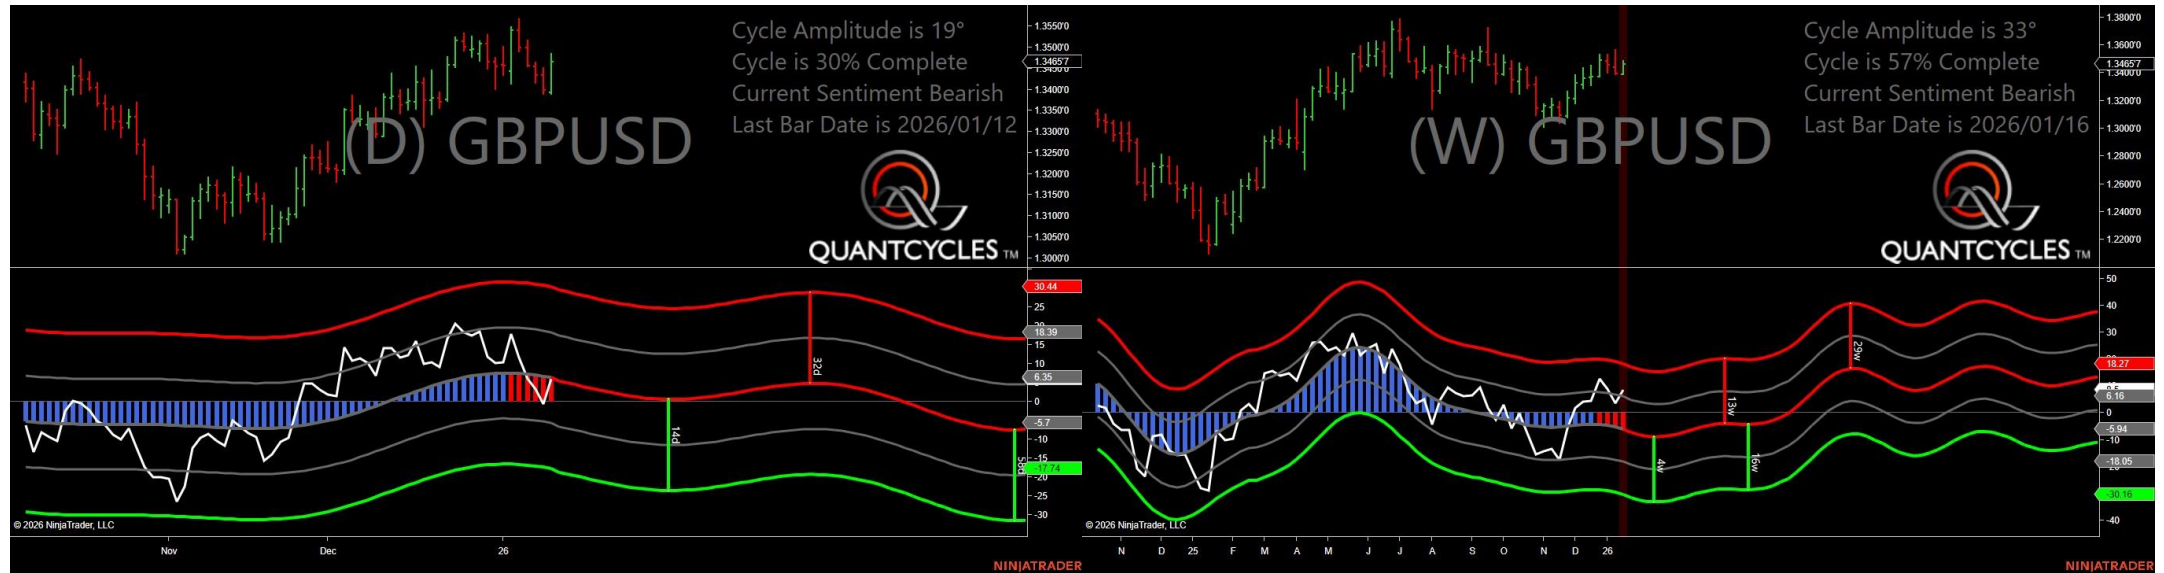 Cycle Amplitude is 19°
Cycle is 30% Complete
Current Sentiment Bearish
Last Bar Date is 2026/01/12
(D) GBPUSD
QUANTCYCLES TM
1.3550'0
1.3500'0
1.3465'7
1.3400'0
1.3350'0
1.3300'0
1.3250'0
1.3200'0
1.3150'0
1.3100'0
1.3050'0
1.3000'0
30.44
25
18.39
15
10
6.35
0
-5.7
-10
-15
-17.74
-20
-25
-30
32d
14d
58d
© 2026 NinjaTrader, LLC
Nov
Dec
26
NINJATRADER
Cycle Amplitude is 33°
Cycle is 57% Complete
Current Sentiment Bearish
Last Bar Date is 2026/01/16
(W) GBPUSD
QUANTCYCLES TM
1.3800'0
1.3600'0
1.3465'7
1.3400'0
1.3200'0
1.3000'0
1.2800'0
1.2600'0
1.2400'0
1.2200'0
50
40
30
18.27
6.16
0
-5.94
-10
-18.05
-30.16
-40
4w
13w
16w
29w
© 2026 NinjaTrader, LLC
N D 25 F M A M J J A S O N D 26
NINJATRADER